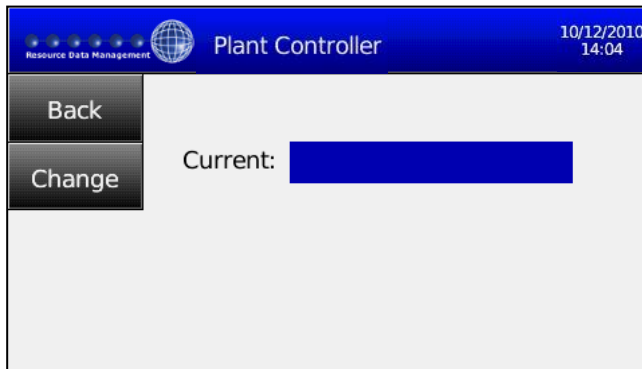 Resource Data Management
Plant Controller
10/12/2010
14:04
Back
Change
Current: